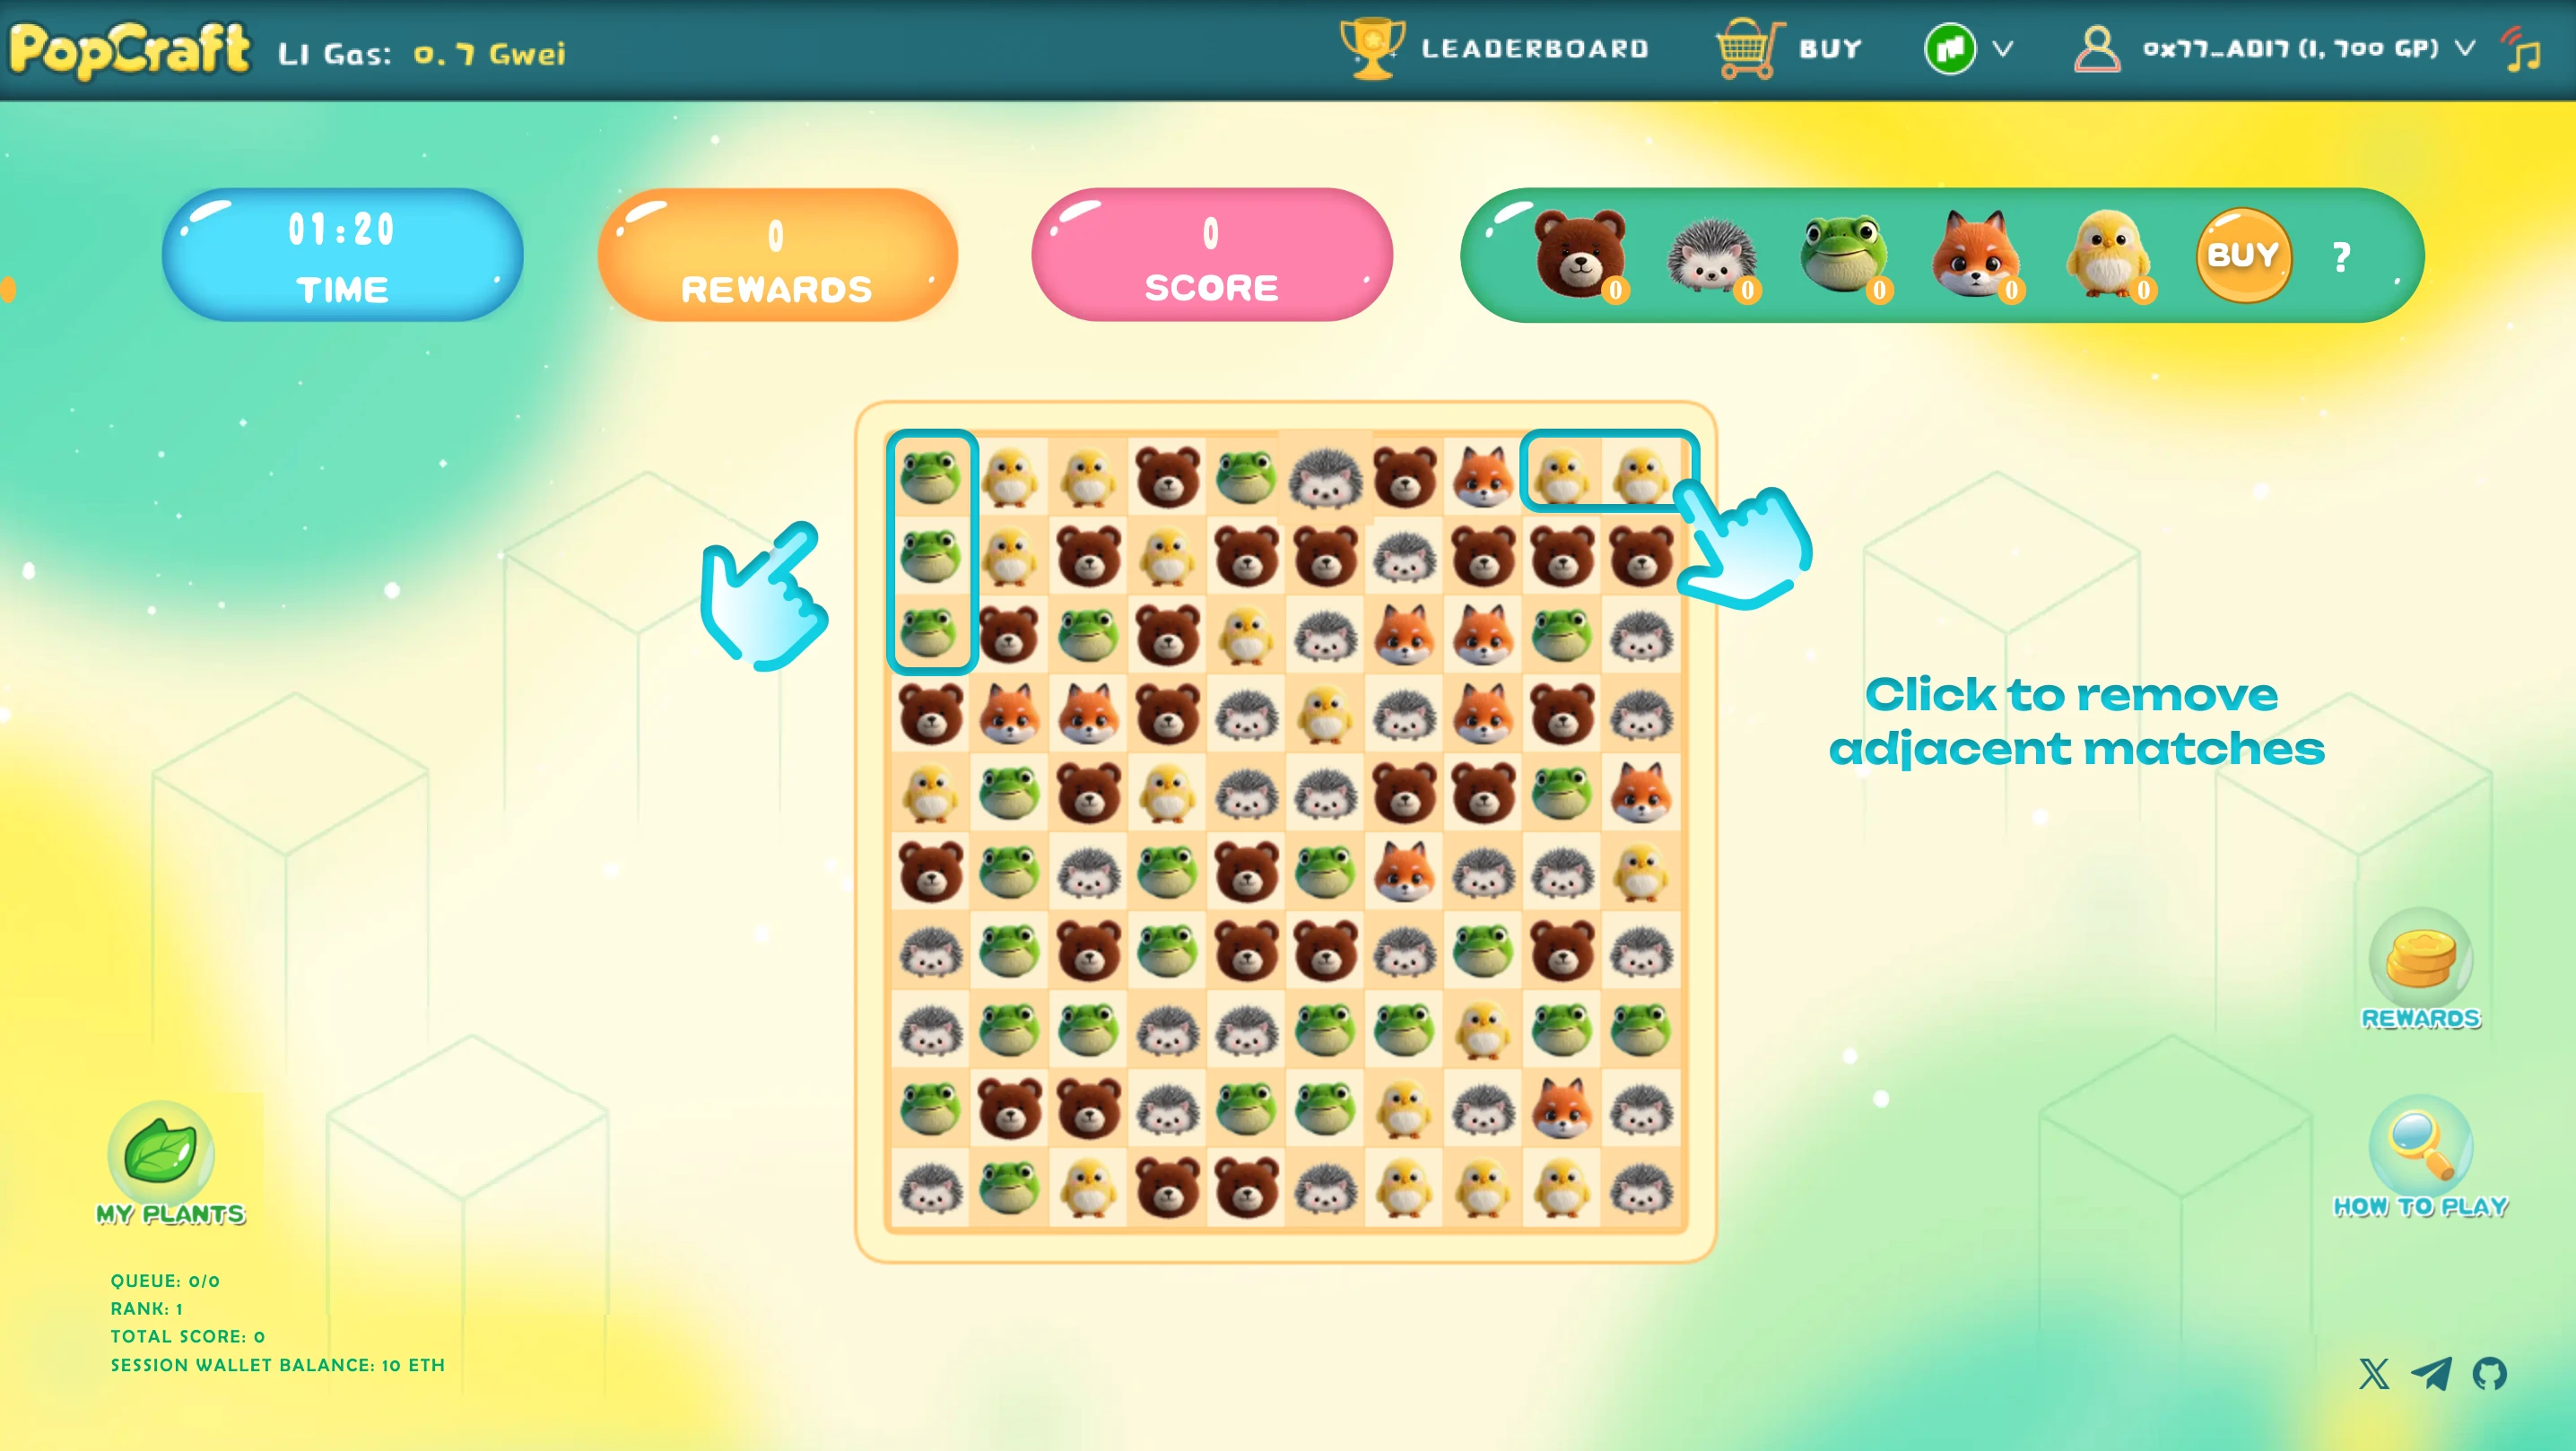 PopCraft
LI Gas: 0.7 Gwei
LEADERBOARD
BUY
0x77_AD17 (1, 700 GP)
01:20
TIME
0
REWARDS
0
SCORE
0
0
0
0
0
BUY
?
Click to remove
adjacent matches
REWARDS
MY PLANTS
HOW TO PLAY
QUEUE: 0/0
RANK: 1
TOTAL SCORE: 0
SESSION WALLET BALANCE: 10 ETH